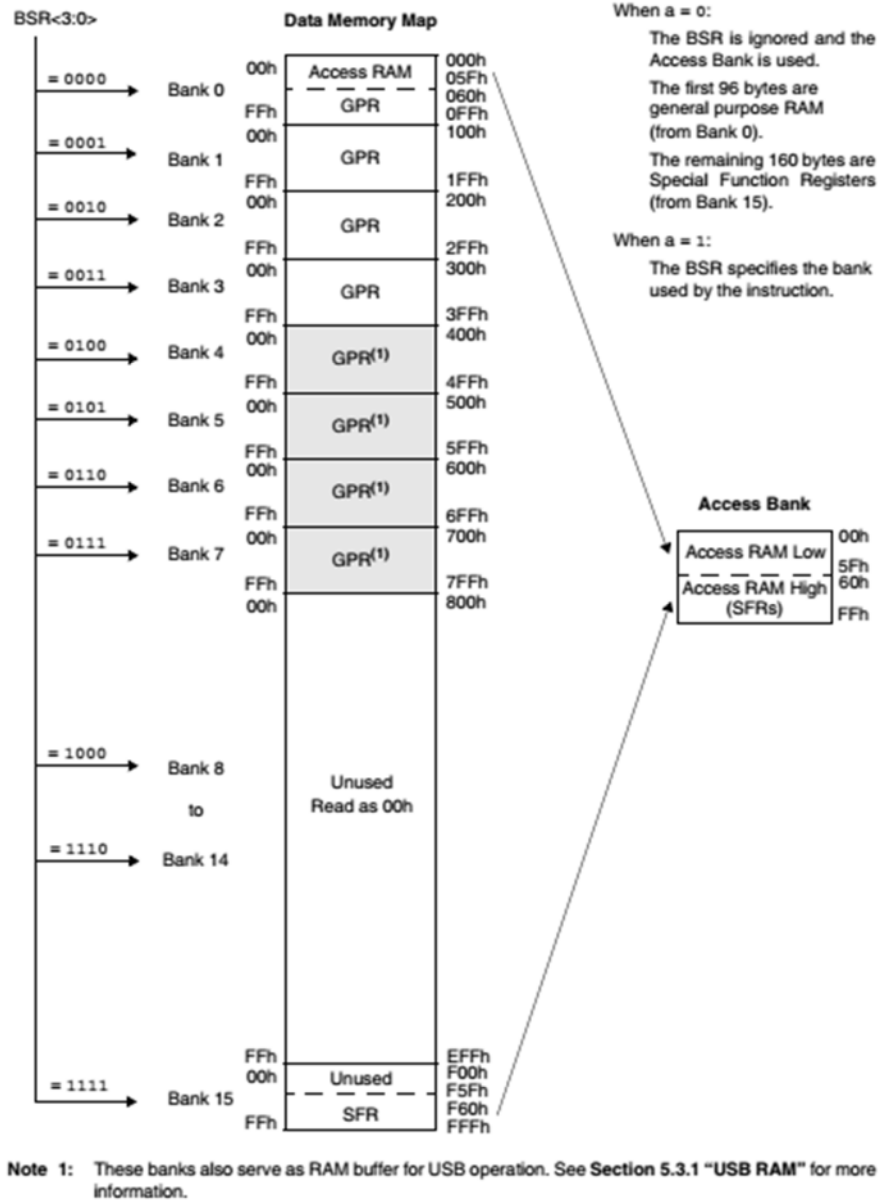 BSR<3:0>
Data Memory Map
When a = 0:
The BSR is ignored and the
Access Bank is used.
The first 96 bytes are
general purpose RAM
(from Bank 0).
The remaining 160 bytes are
Special Function Registers
(from Bank 15).
When a = 1:
The BSR specifies the bank
used by the instruction.
= 0000
Bank 0
00h
Access RAM
000h
05Fh
060h
FFh
GPR
0FFh
= 0001
Bank 1
00h
GPR
100h
FFh
1FFh
= 0010
Bank 2
00h
GPR
200h
FFh
2FFh
= 0011
Bank 3
00h
GPR
300h
FFh
3FFh
= 0100
Bank 4
00h
GPR(1)
400h
FFh
4FFh
= 0101
Bank 5
00h
GPR(1)
500h
FFh
5FFh
= 0110
Bank 6
00h
GPR(1)
600h
FFh
6FFh
= 0111
Bank 7
00h
GPR(1)
700h
FFh
7FFh
00h
800h
= 1000
Bank 8
to
= 1110
Bank 14
Unused
Read as 00h
FFh
EFFh
= 1111
Bank 15
00h
Unused
F00h
F5Fh
F60h
FFh
SFR
FFFh
Access Bank
Access RAM Low
00h
5Fh
Access RAM High
(SFRs)
60h
FFh
Note 1: These banks also serve as RAM buffer for USB operation. See Section 5.3.1 “USB RAM” for more
information.